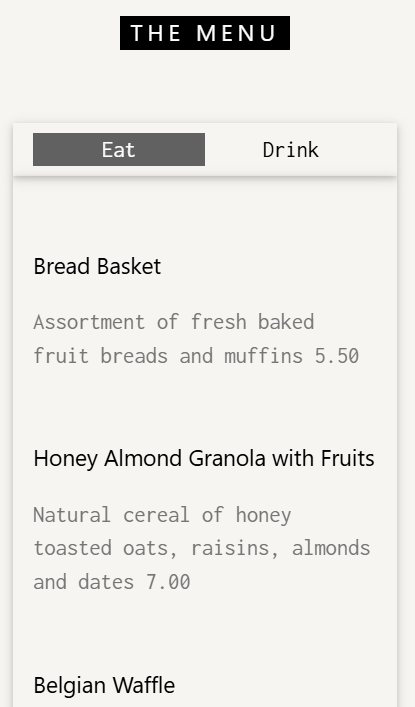 THE MENU
Eat Drink
Bread Basket
Assortment of fresh baked
fruit breads and muffins 5.50
Honey Almond Granola with Fruits
Natural cereal of honey
toasted oats, raisins, almonds
and dates 7.00
Belgian Waffle